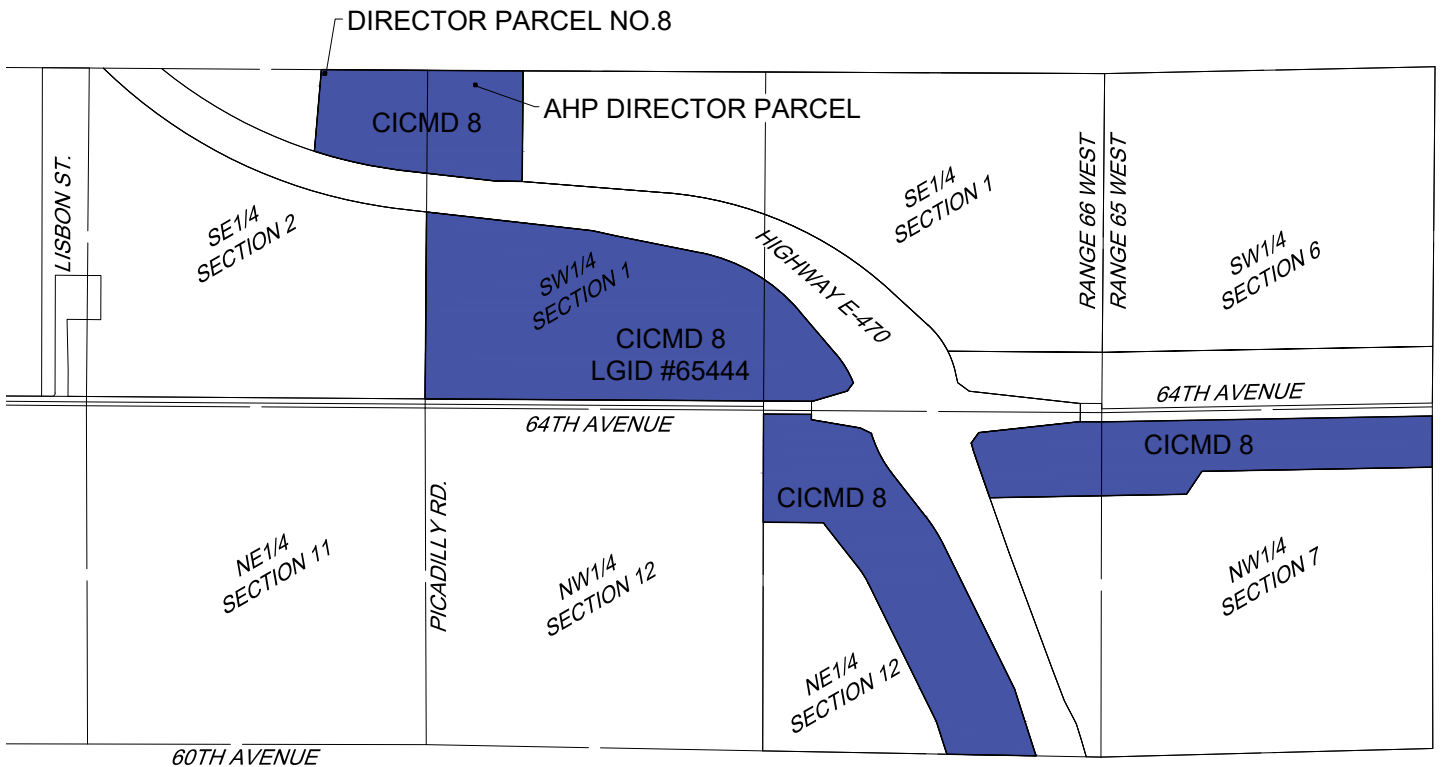 DIRECTOR PARCEL NO.8
AHP DIRECTOR PARCEL
CICMD 8
LISBON ST.
SE1/4
SECTION 2
SW1/4
SECTION 1
HIGHWAY E-470
SE1/4
SECTION 1
RANGE 66 WEST
RANGE 65 WEST
SW1/4
SECTION 6
CICMD 8
LGID #65444
64TH AVENUE
64TH AVENUE
CICMD 8
CICMD 8
PICADILLY RD.
NE1/4
SECTION 11
NW1/4
SECTION 12
NE1/4
SECTION 12
NW1/4
SECTION 7
60TH AVENUE